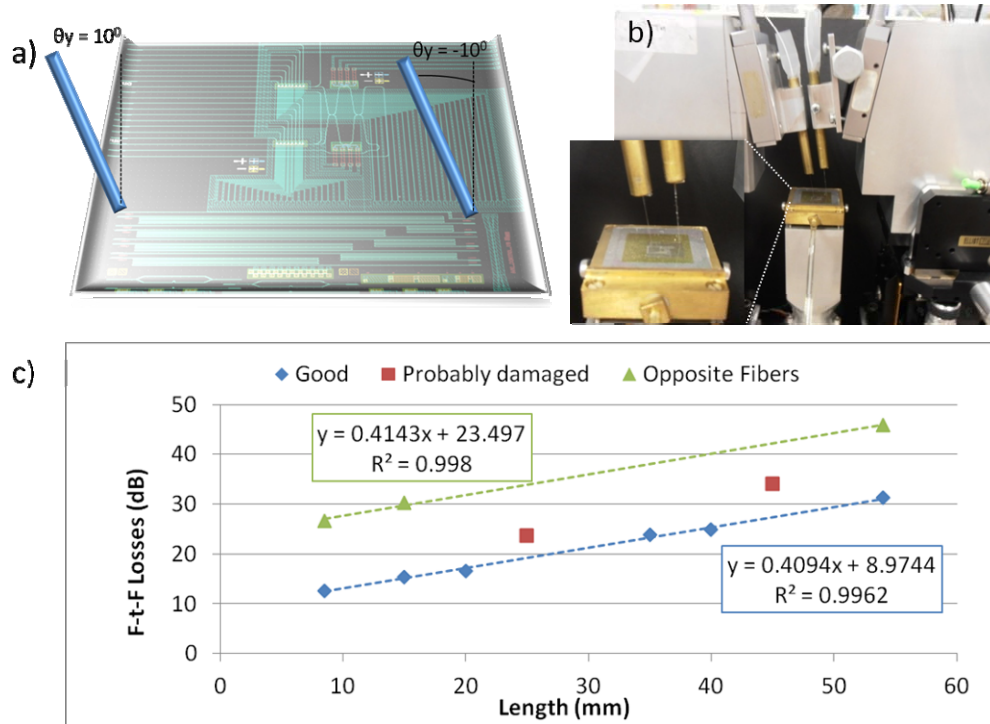 a)
θy = 10⁰
θy = -10⁰
b)
c)
Good
Probably damaged
Opposite Fibers
F-t-F Losses (dB)
50
40
30
20
10
0
y = 0.4143x + 23.497
R² = 0.998
y = 0.4094x + 8.9744
R² = 0.9962
0 10 20 30 40 50 60
Length (mm)